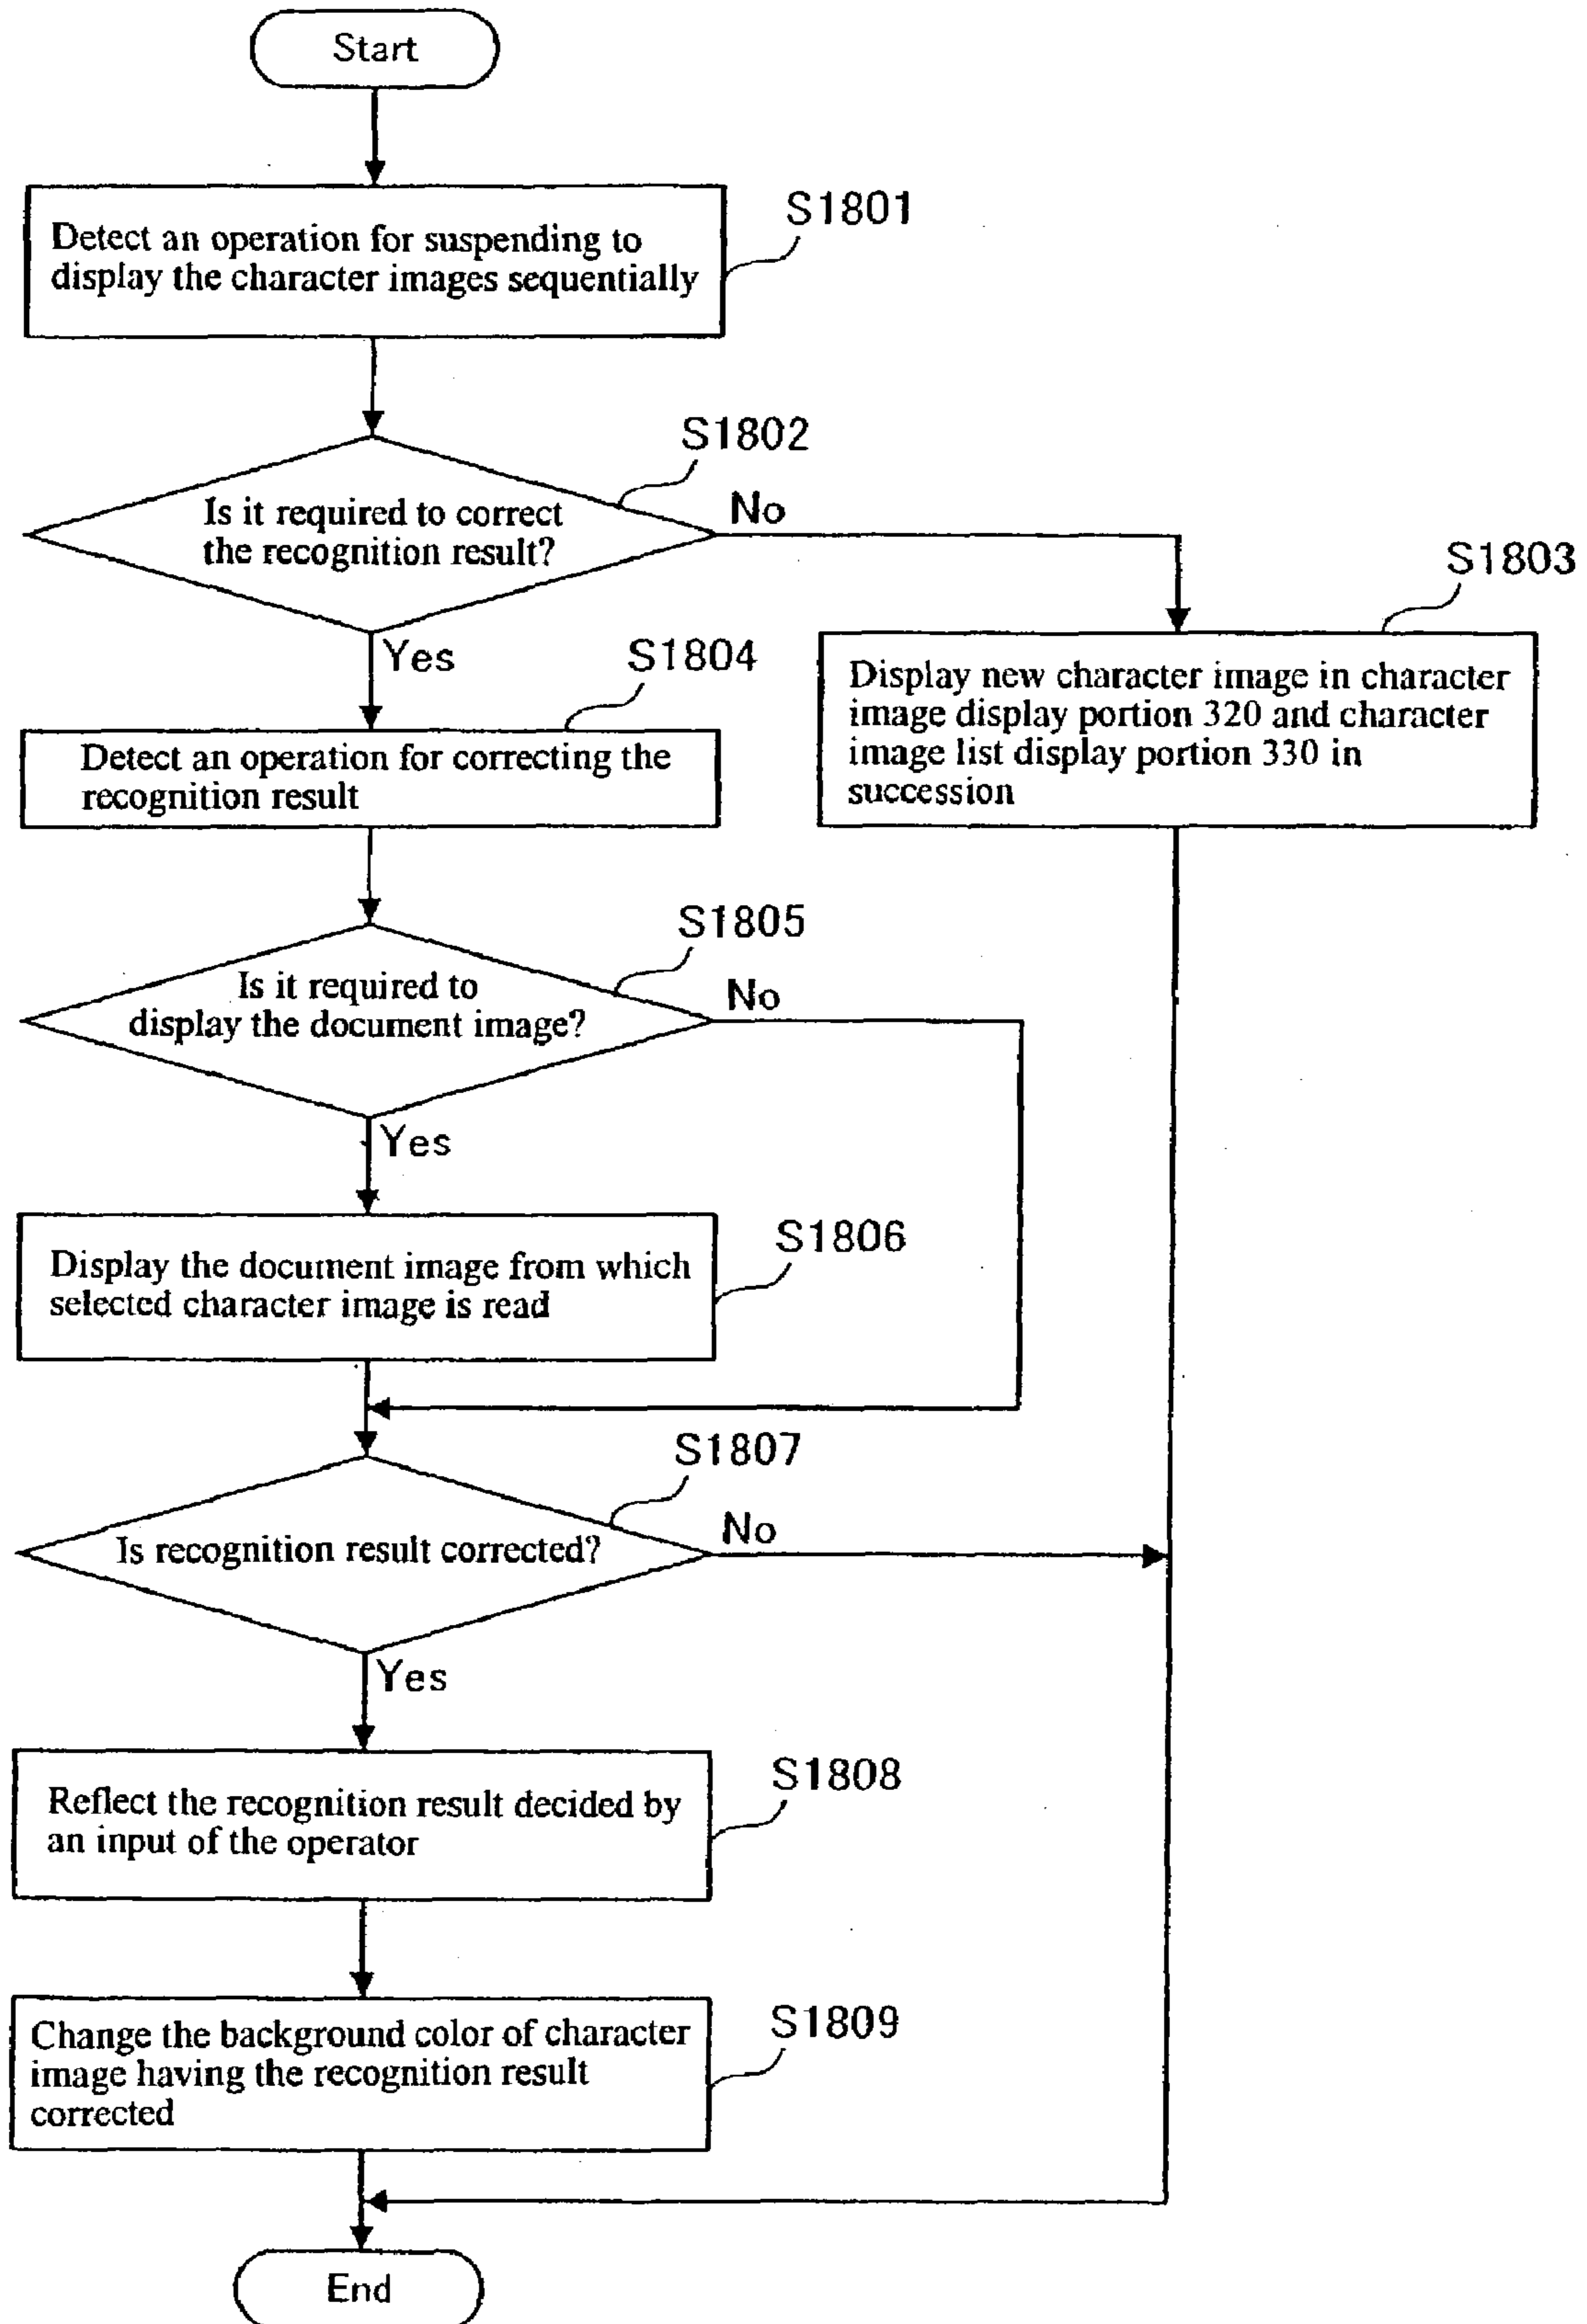 Start
S1801
Detect an operation for suspending to
display the character images sequentially
S1802
Is it required to correct
the recognition result?
No
Yes
S1803
Display new character image in character
image display portion 320 and character
image list display portion 330 in
succession
S1804
Detect an operation for correcting the
recognition result
S1805
Is it required to
display the document image?
No
Yes
S1806
Display the document image from which
selected character image is read
S1807
Is recognition result corrected?
No
Yes
S1808
Reflect the recognition result decided by
an input of the operator
S1809
Change the background color of character
image having the recognition result
corrected
End